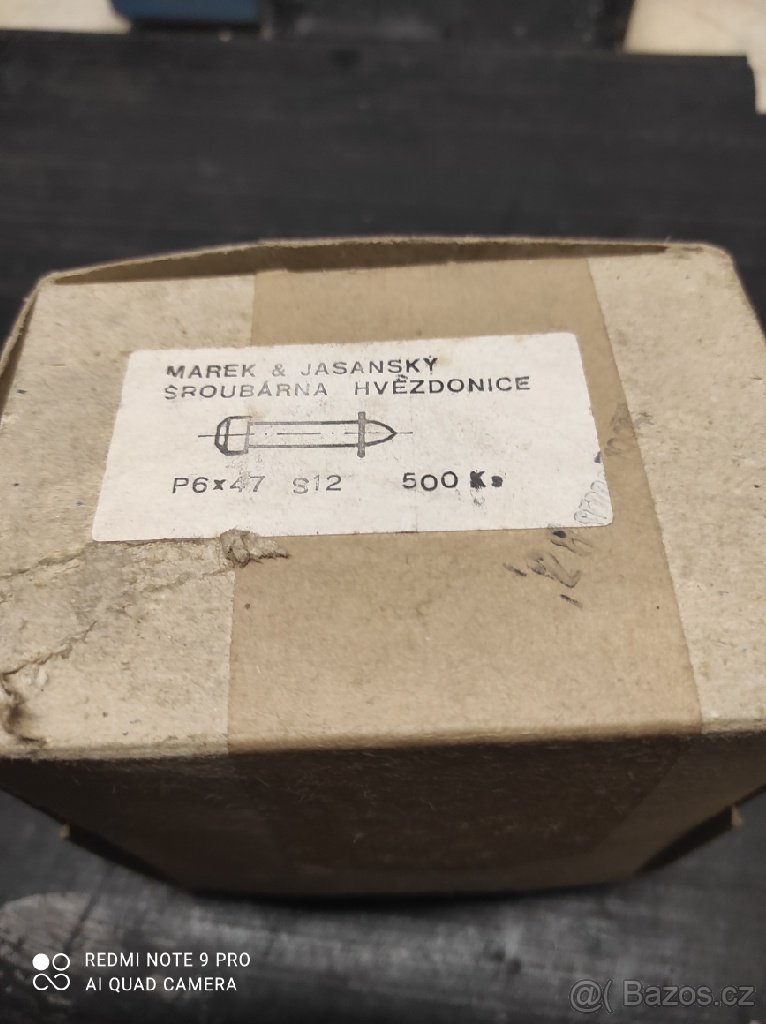 MAREK & JASANSKÝ
ŠROUBÁRNA HVĚZDONICE
P6x47 S12 500 Ks
REDMI NOTE 9 PRO
AI QUAD CAMERA
@( Bazos.cz